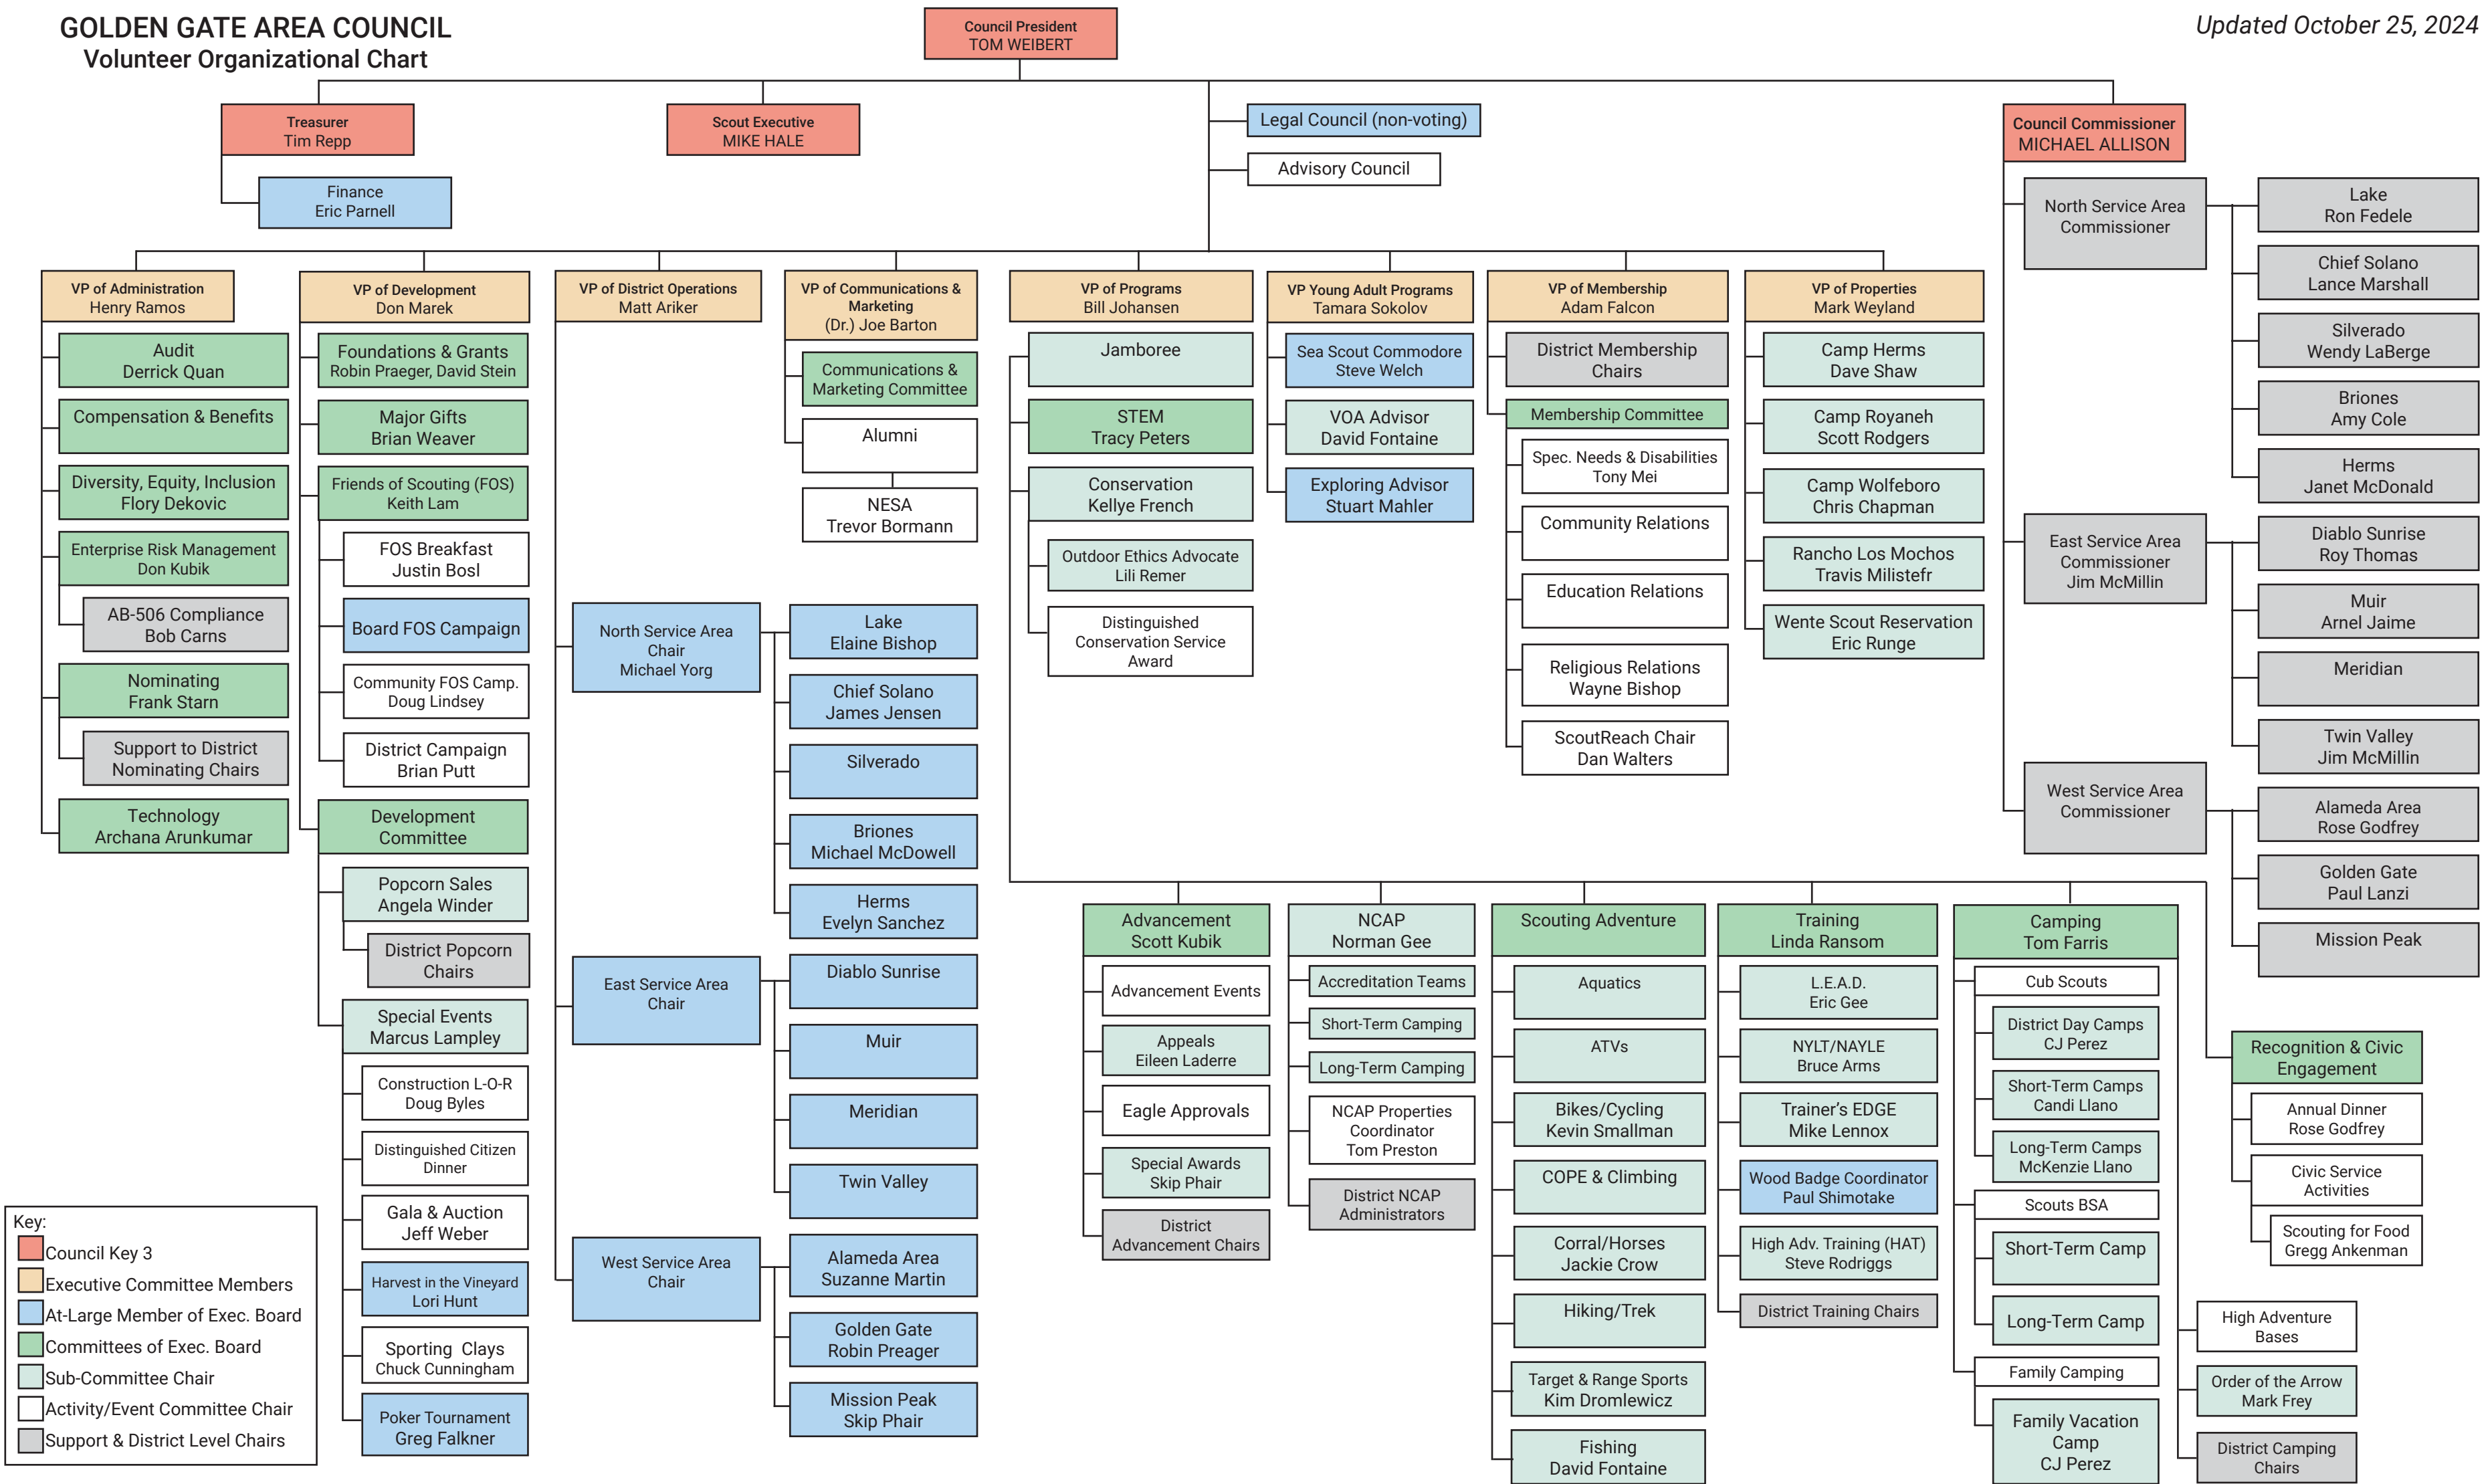 GOLDEN GATE AREA COUNCIL
Volunteer Organizational Chart
Updated October 25, 2024
Council President
TOM WEIBERT
Treasurer
Tim Repp
Finance
Eric Parnell
Scout Executive
MIKE HALE
Legal Council (non-voting)
Advisory Council
Council Commissioner
MICHAEL ALLISON
VP of Administration
Henry Ramos
Audit
Derrick Quan
Compensation & Benefits
Diversity, Equity, Inclusion
Flory Dekovic
Enterprise Risk Management
Don Kubik
AB-506 Compliance
Bob Carns
Nominating
Frank Starn
Support to District
Nominating Chairs
Technology
Archana Arunkumar
VP of Development
Don Marek
Foundations & Grants
Robin Praeger, David Stein
Major Gifts
Brian Weaver
Friends of Scouting (FOS)
Keith Lam
FOS Breakfast
Justin Bosl
Board FOS Campaign
Community FOS Camp.
Doug Lindsey
District Campaign
Brian Putt
Development
Committee
Popcorn Sales
Angela Winder
District Popcorn
Chairs
Special Events
Marcus Lampley
Construction L-O-R
Doug Byles
Distinguished Citizen
Dinner
Gala & Auction
Jeff Weber
Harvest in the Vineyard
Lori Hunt
Sporting Clays
Chuck Cunningham
Poker Tournament
Greg Falkner
VP of District Operations
Matt Ariker
North Service Area
Chair
Michael Yorg
Lake
Elaine Bishop
Chief Solano
James Jensen
Silverado
Briones
Michael McDowell
Herms
Evelyn Sanchez
East Service Area
Chair
Diablo Sunrise
Muir
Meridian
Twin Valley
West Service Area
Chair
Alameda Area
Suzanne Martin
Golden Gate
Robin Preager
Mission Peak
Skip Phair
VP of Communications &
Marketing
(Dr.) Joe Barton
Communications &
Marketing Committee
Alumni
NESA
Trevor Bormann
VP of Programs
Bill Johansen
Jamboree
STEM
Tracy Peters
Conservation
Kellye French
Outdoor Ethics Advocate
Lili Remer
Distinguished
Conservation Service
Award
VP Young Adult Programs
Tamara Sokolov
Sea Scout Commodore
Steve Welch
VOA Advisor
David Fontaine
Exploring Advisor
Stuart Mahler
VP of Membership
Adam Falcon
District Membership
Chairs
Membership Committee
Spec. Needs & Disabilities
Tony Mei
Community Relations
Education Relations
Religious Relations
Wayne Bishop
ScoutReach Chair
Dan Walters
VP of Properties
Mark Weyland
Camp Herms
Dave Shaw
Camp Royaneh
Scott Rodgers
Camp Wolfeboro
Chris Chapman
Rancho Los Mochos
Travis Milistefr
Wente Scout Reservation
Eric Runge
North Service Area
Commissioner
Lake
Ron Fedele
Chief Solano
Lance Marshall
Silverado
Wendy LaBerge
Briones
Amy Cole
Herms
Janet McDonald
East Service Area
Commissioner
Jim McMillin
Diablo Sunrise
Roy Thomas
Muir
Arnel Jaime
Meridian
Twin Valley
Jim McMillin
West Service Area
Commissioner
Alameda Area
Rose Godfrey
Golden Gate
Paul Lanzi
Mission Peak
Advancement
Scott Kubik
Advancement Events
Appeals
Eileen Laderre
Eagle Approvals
Special Awards
Skip Phair
District
Advancement Chairs
NCAP
Norman Gee
Accreditation Teams
Short-Term Camping
Long-Term Camping
NCAP Properties
Coordinator
Tom Preston
District NCAP
Administrators
Scouting Adventure
Aquatics
ATVs
Bikes/Cycling
Kevin Smallman
COPE & Climbing
Corral/Horses
Jackie Crow
Hiking/Trek
Target & Range Sports
Kim Dromlewicz
Fishing
David Fontaine
Training
Linda Ransom
L.E.A.D.
Eric Gee
NYLT/NAYLE
Bruce Arms
Trainer's EDGE
Mike Lennox
Wood Badge Coordinator
Paul Shimotake
High Adv. Training (HAT)
Steve Rodriggs
District Training Chairs
Camping
Tom Farris
Cub Scouts
District Day Camps
CJ Perez
Short-Term Camps
Candi Llano
Long-Term Camps
McKenzie Llano
Scouts BSA
Short-Term Camp
Long-Term Camp
Family Camping
Family Vacation
Camp
CJ Perez
High Adventure
Bases
Order of the Arrow
Mark Frey
District Camping
Chairs
Recognition & Civic
Engagement
Annual Dinner
Rose Godfrey
Civic Service
Activities
Scouting for Food
Gregg Ankenman
Key:
Council Key 3
Executive Committee Members
At-Large Member of Exec. Board
Committees of Exec. Board
Sub-Committee Chair
Activity/Event Committee Chair
Support & District Level Chairs